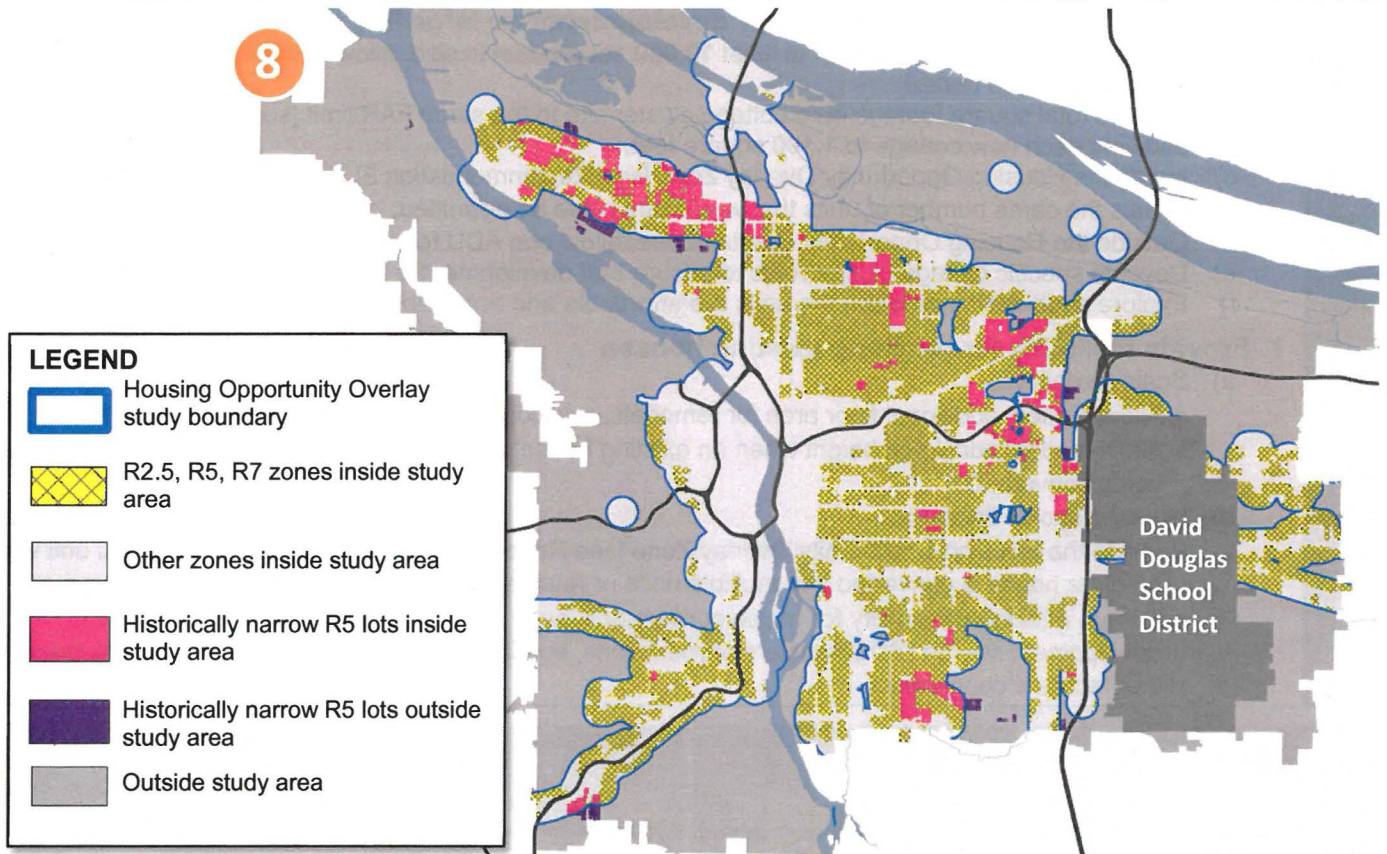 8
LEGEND
Housing Opportunity Overlay
study boundary
R2.5, R5, R7 zones inside study
area
Other zones inside study area
Historically narrow R5 lots inside
study area
Historically narrow R5 lots outside
study area
Outside study area
David
Douglas
School
District